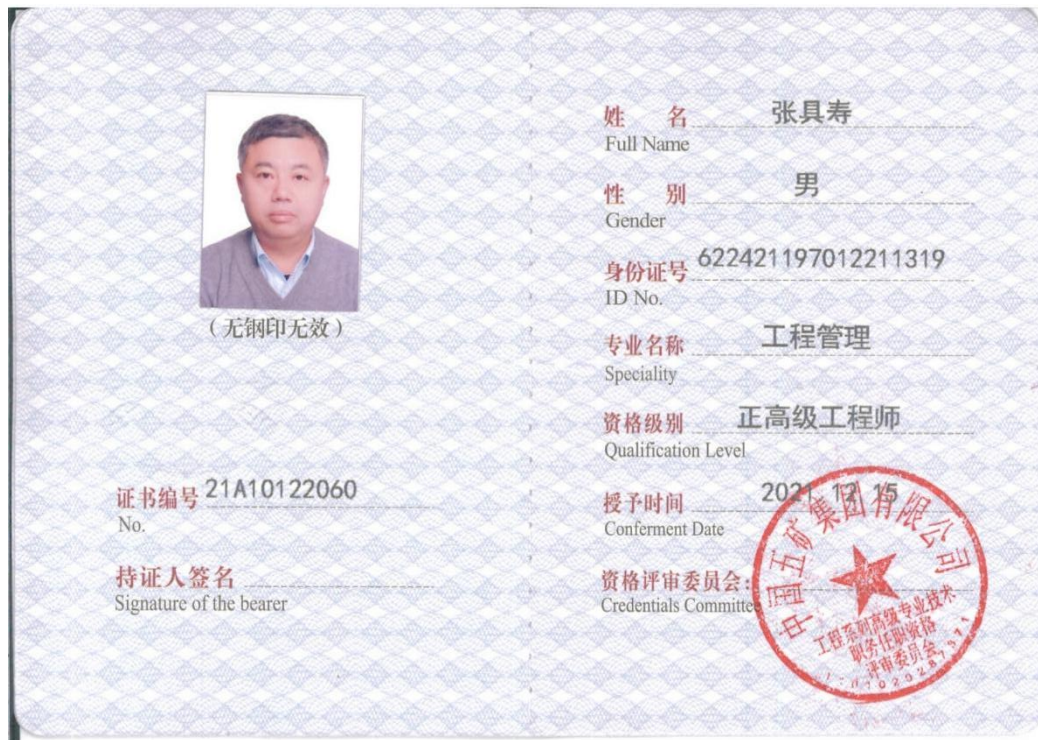 （无钢印无效）
证书编号 21A10122060
No.
持证人签名
Signature of the bearer
姓 名 张具寿
Full Name
性 别 男
Gender
身份证号 622421197012211319
ID No.
专业名称 工程管理
Speciality
资格级别 正高级工程师
Qualification Level
授予时间 2021 12 15
Conferment Date
资格评审委员会：
Credentials Committee
中国五矿集团有限公司
工程系列高级专业技术
职务任职资格
评审委员会